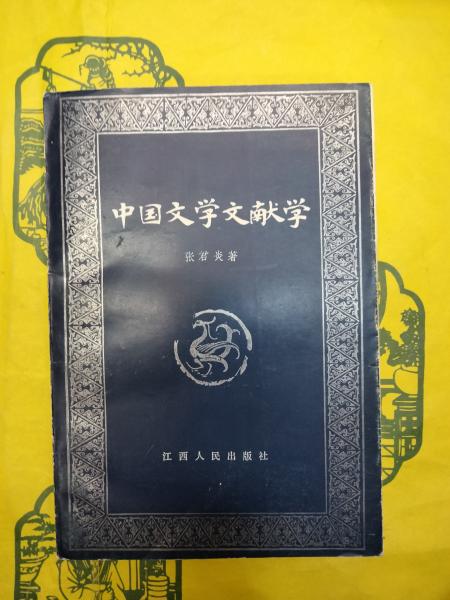 中国文学文献学
张君炎著
江西人民出版社